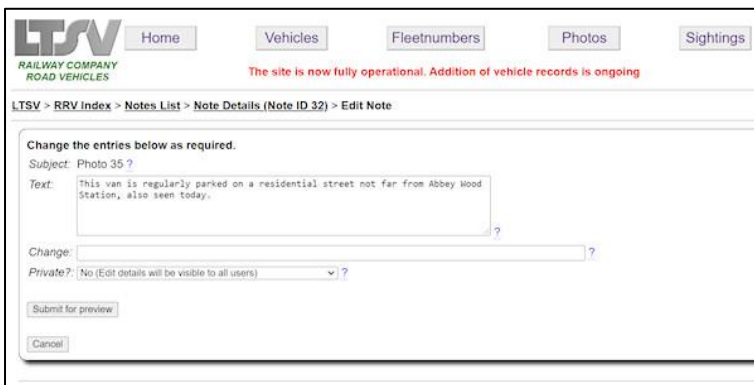 LTSV
RAILWAY COMPANY
ROAD VEHICLES
Home Vehicles Fleetnumbers Photos Sightings
The site is now fully operational. Addition of vehicle records is ongoing
LTSV > RRV Index > Notes List > Note Details (Note ID 32) > Edit Note
Change the entries below as required.
Subject: Photo 35 ?
Text: This van is regularly parked on a residential street not far from Abbey Wood
Station, also seen today.
?
Change: ?
Private?: No (Edit details will be visible to all users) ?
Submit for preview
Cancel